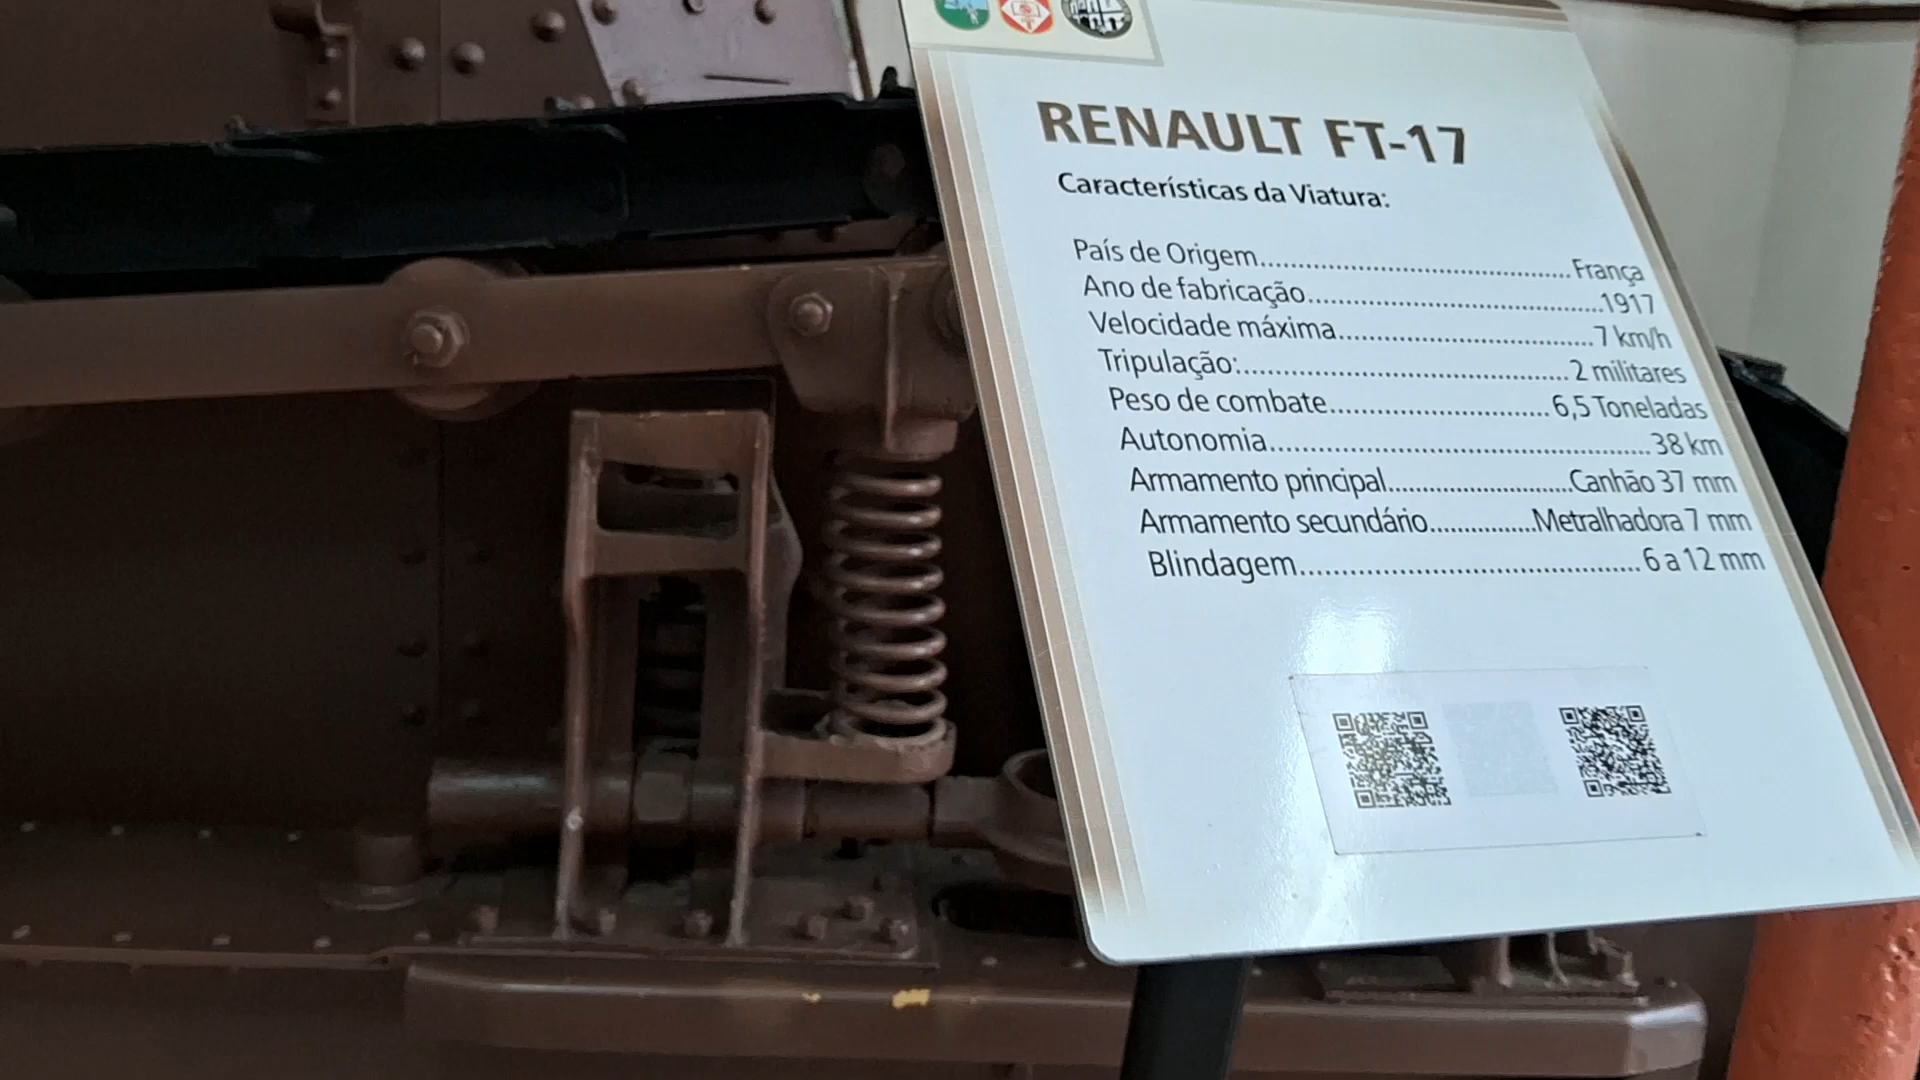 RENAULT FT-17
Características da Viatura:
País de Origem......................................França
Ano de fabricação....................................1917
Velocidade máxima...............................7 km/h
Tripulação:........................................2 militares
Peso de combate...........................6,5 Toneladas
Autonomia..............................................38 km
Armamento principal......................Canhão 37 mm
Armamento secundário...............Metralhadora 7 mm
Blindagem.........................................6 a 12 mm